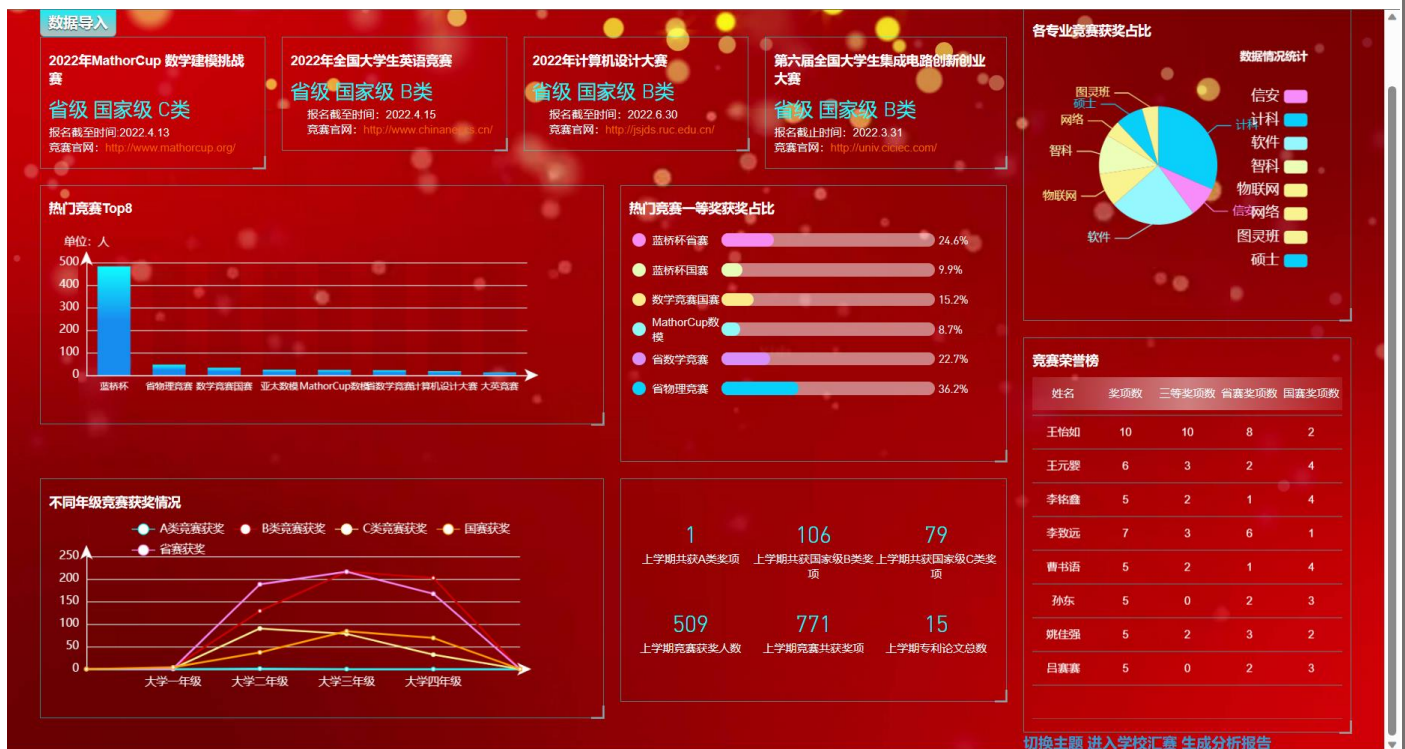 数据导入
2022年MathorCup 数学建模挑战
赛
省级 国家级 C类
报名截至时间:2022.4.13
竞赛官网：http://www.mathorcup.org/
2022年全国大学生英语竞赛
省级 国家级 B类
报名截至时间：2022.4.15
竞赛官网：
2022年计算机设计大赛
省级 国家级 B类
报名截至时间：2022.6.30
竞赛官网：http://jsjds.ruc.edu.cn/
第六届全国大学生集成电路创新创业
大赛
省级 国家级 B类
报名截止时间：2022.3.31
竞赛官网：http://univ.ciciec.com/
各专业竞赛获奖占比
数据情况统计
图灵班
硕士
网络
智科
物联网
软件
计科
信安
信安
计科
软件
智科
物联网
网络
图灵班
硕士
热门竞赛Top8
单位：人
500
400
300
200
100
0
蓝桥杯 省物理竞赛 数学竞赛国赛 亚太数模 MathorCup数模 省数学竞赛 计算机设计大赛 大英竞赛
热门竞赛一等奖获奖占比
蓝桥杯省赛 24.6%
蓝桥杯国赛 9.9%
数学竞赛国赛 15.2%
MathorCup数
模 8.7%
省数学竞赛 22.7%
省物理竞赛 36.2%
竞赛荣誉榜
姓名 奖项数 三等奖项数 省赛奖项数 国赛奖项数
王怡如 10 10 8 2
王元婴 6 3 2 4
李铭鑫 5 2 1 4
李致远 7 3 6 1
曹书语 5 2 1 4
孙东 5 0 2 3
姚佳强 5 2 3 2
吕赛赛 5 0 2 3
不同年级竞赛获奖情况
A类竞赛获奖 B类竞赛获奖 C类竞赛获奖 国赛获奖
省赛获奖
250
200
150
100
50
0
大学一年级 大学二年级 大学三年级 大学四年级
1 106 79
上学期共获A类奖项 上学期共获国家级B类奖
项 上学期共获国家级C类奖
项
509 771 15
上学期竞赛获奖人数 上学期竞赛共获奖项 上学期专利论文总数
切换主题 进入学校汇赛 生成分析报告